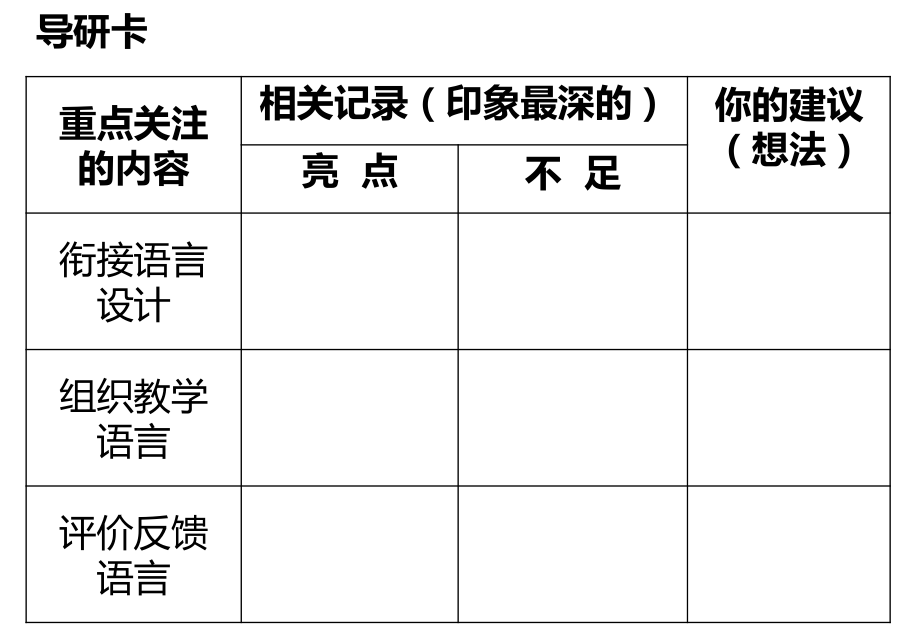 导研卡
重点关注
的内容
相关记录（印象最深的）
你的建议
（想法）
亮 点
不 足
衔接语言
设计
组织教学
语言
评价反馈
语言